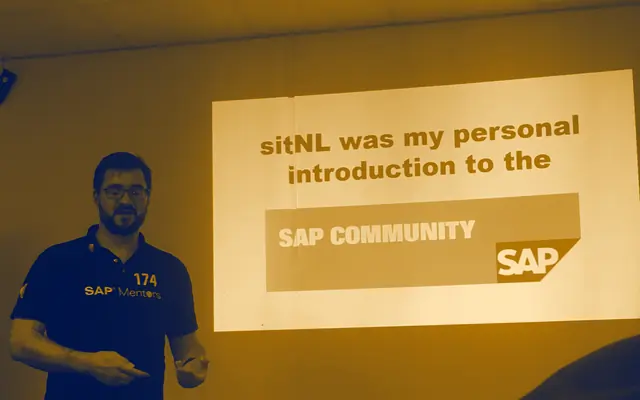 sitNL was my personal
introduction to the
SAP COMMUNITY
SAP
174
SAP Mentors